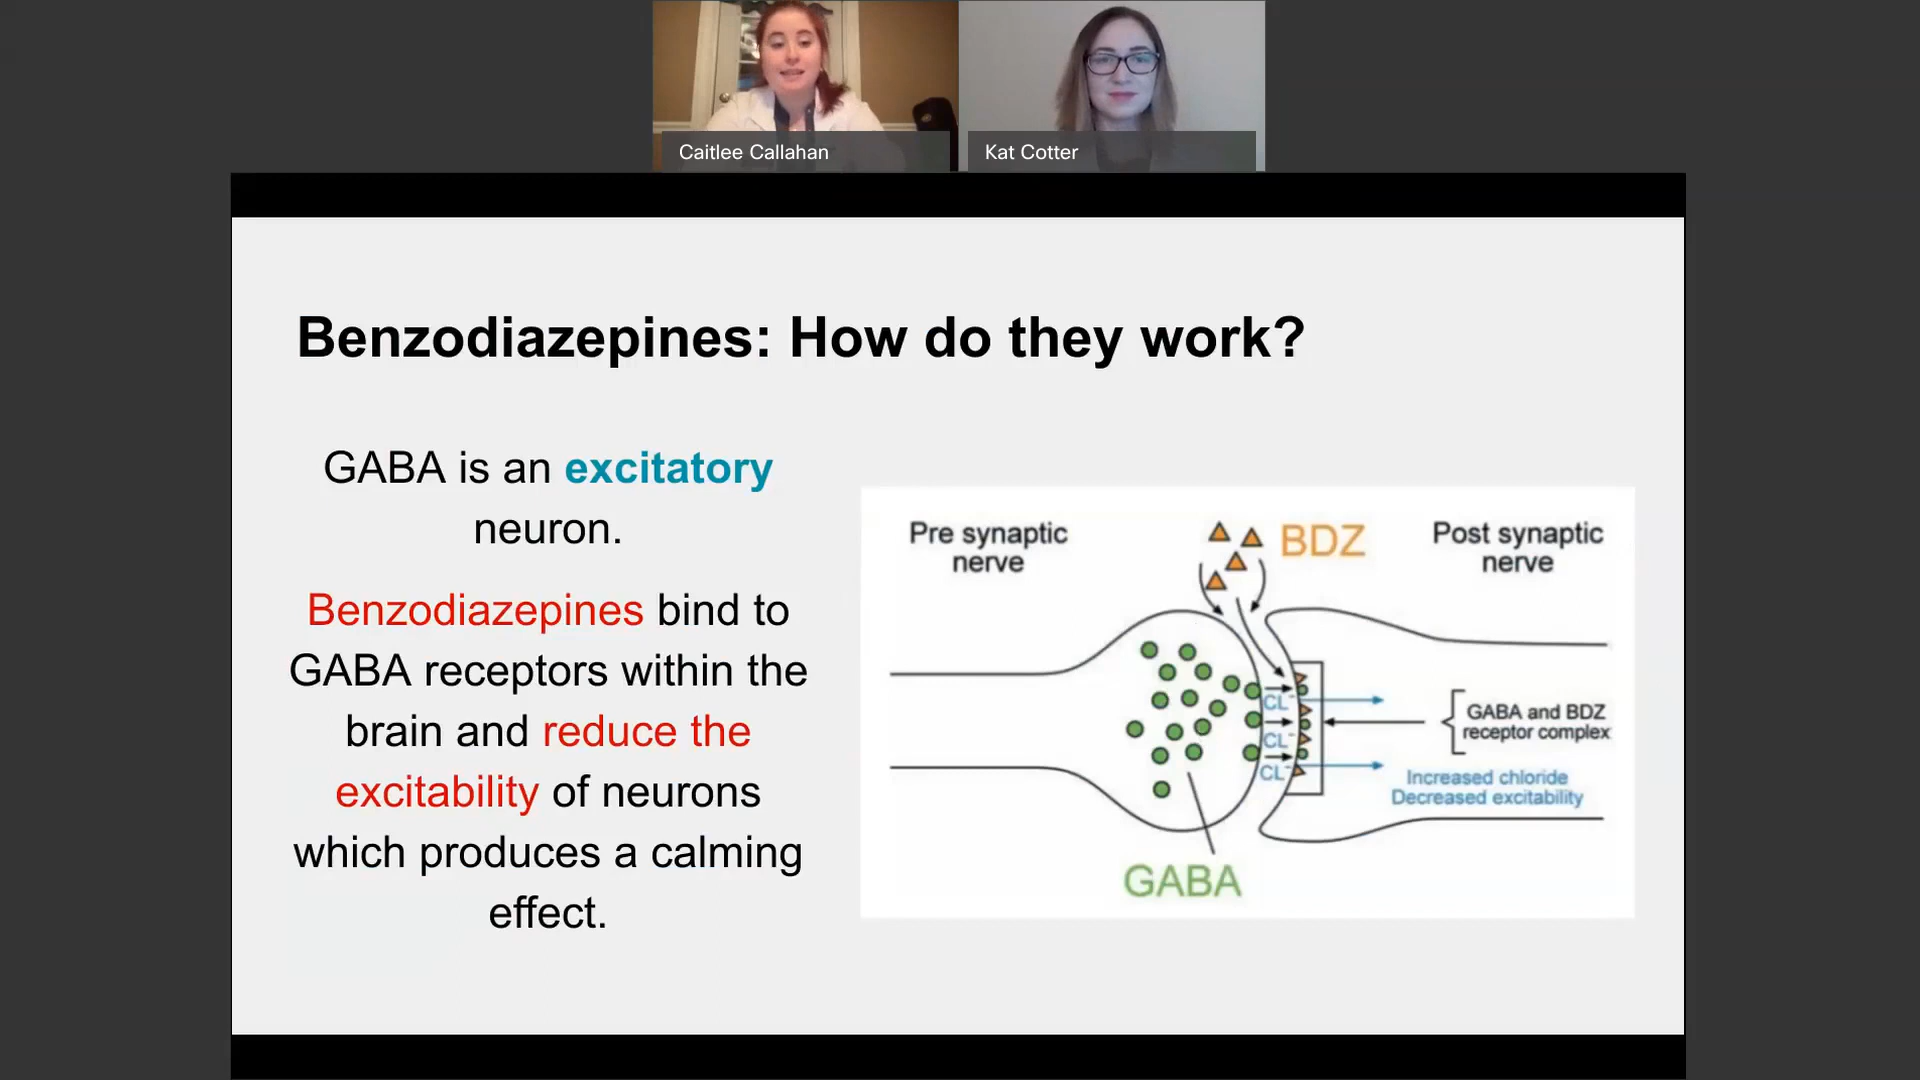 Caitlee Callahan
Kat Cotter
Benzodiazepines: How do they work?
GABA is an excitatory
neuron.
Benzodiazepines bind to
GABA receptors within the
brain and reduce the
excitability of neurons
which produces a calming
effect.
Pre synaptic
nerve
BDZ
Post synaptic
nerve
CL⁻
CL⁻
CL⁻
GABA and BDZ
receptor complex
Increased chloride
Decreased excitability
GABA